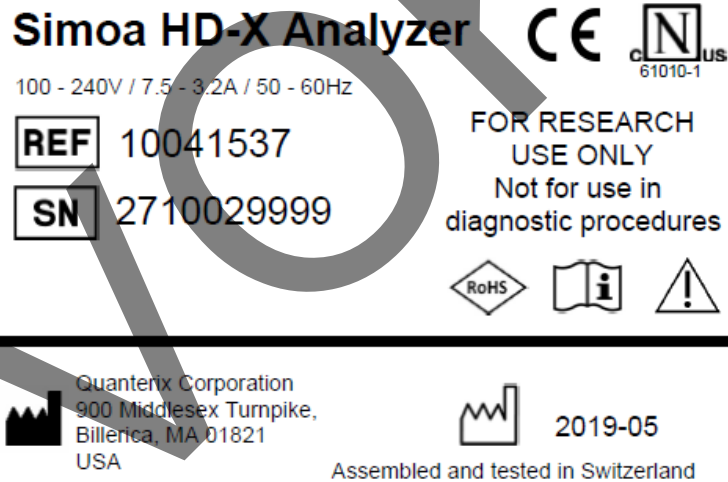 Simoa HD-X Analyzer
CE
c N us
61010-1
100 - 240V / 7.5 - 3.2A / 50 - 60Hz
REF 10041537
SN 2710029999
FOR RESEARCH
USE ONLY
Not for use in
diagnostic procedures
RoHS
i
!
Quanterix Corporation
900 Middlesex Turnpike,
Billerica, MA 01821
USA
2019-05
Assembled and tested in Switzerland